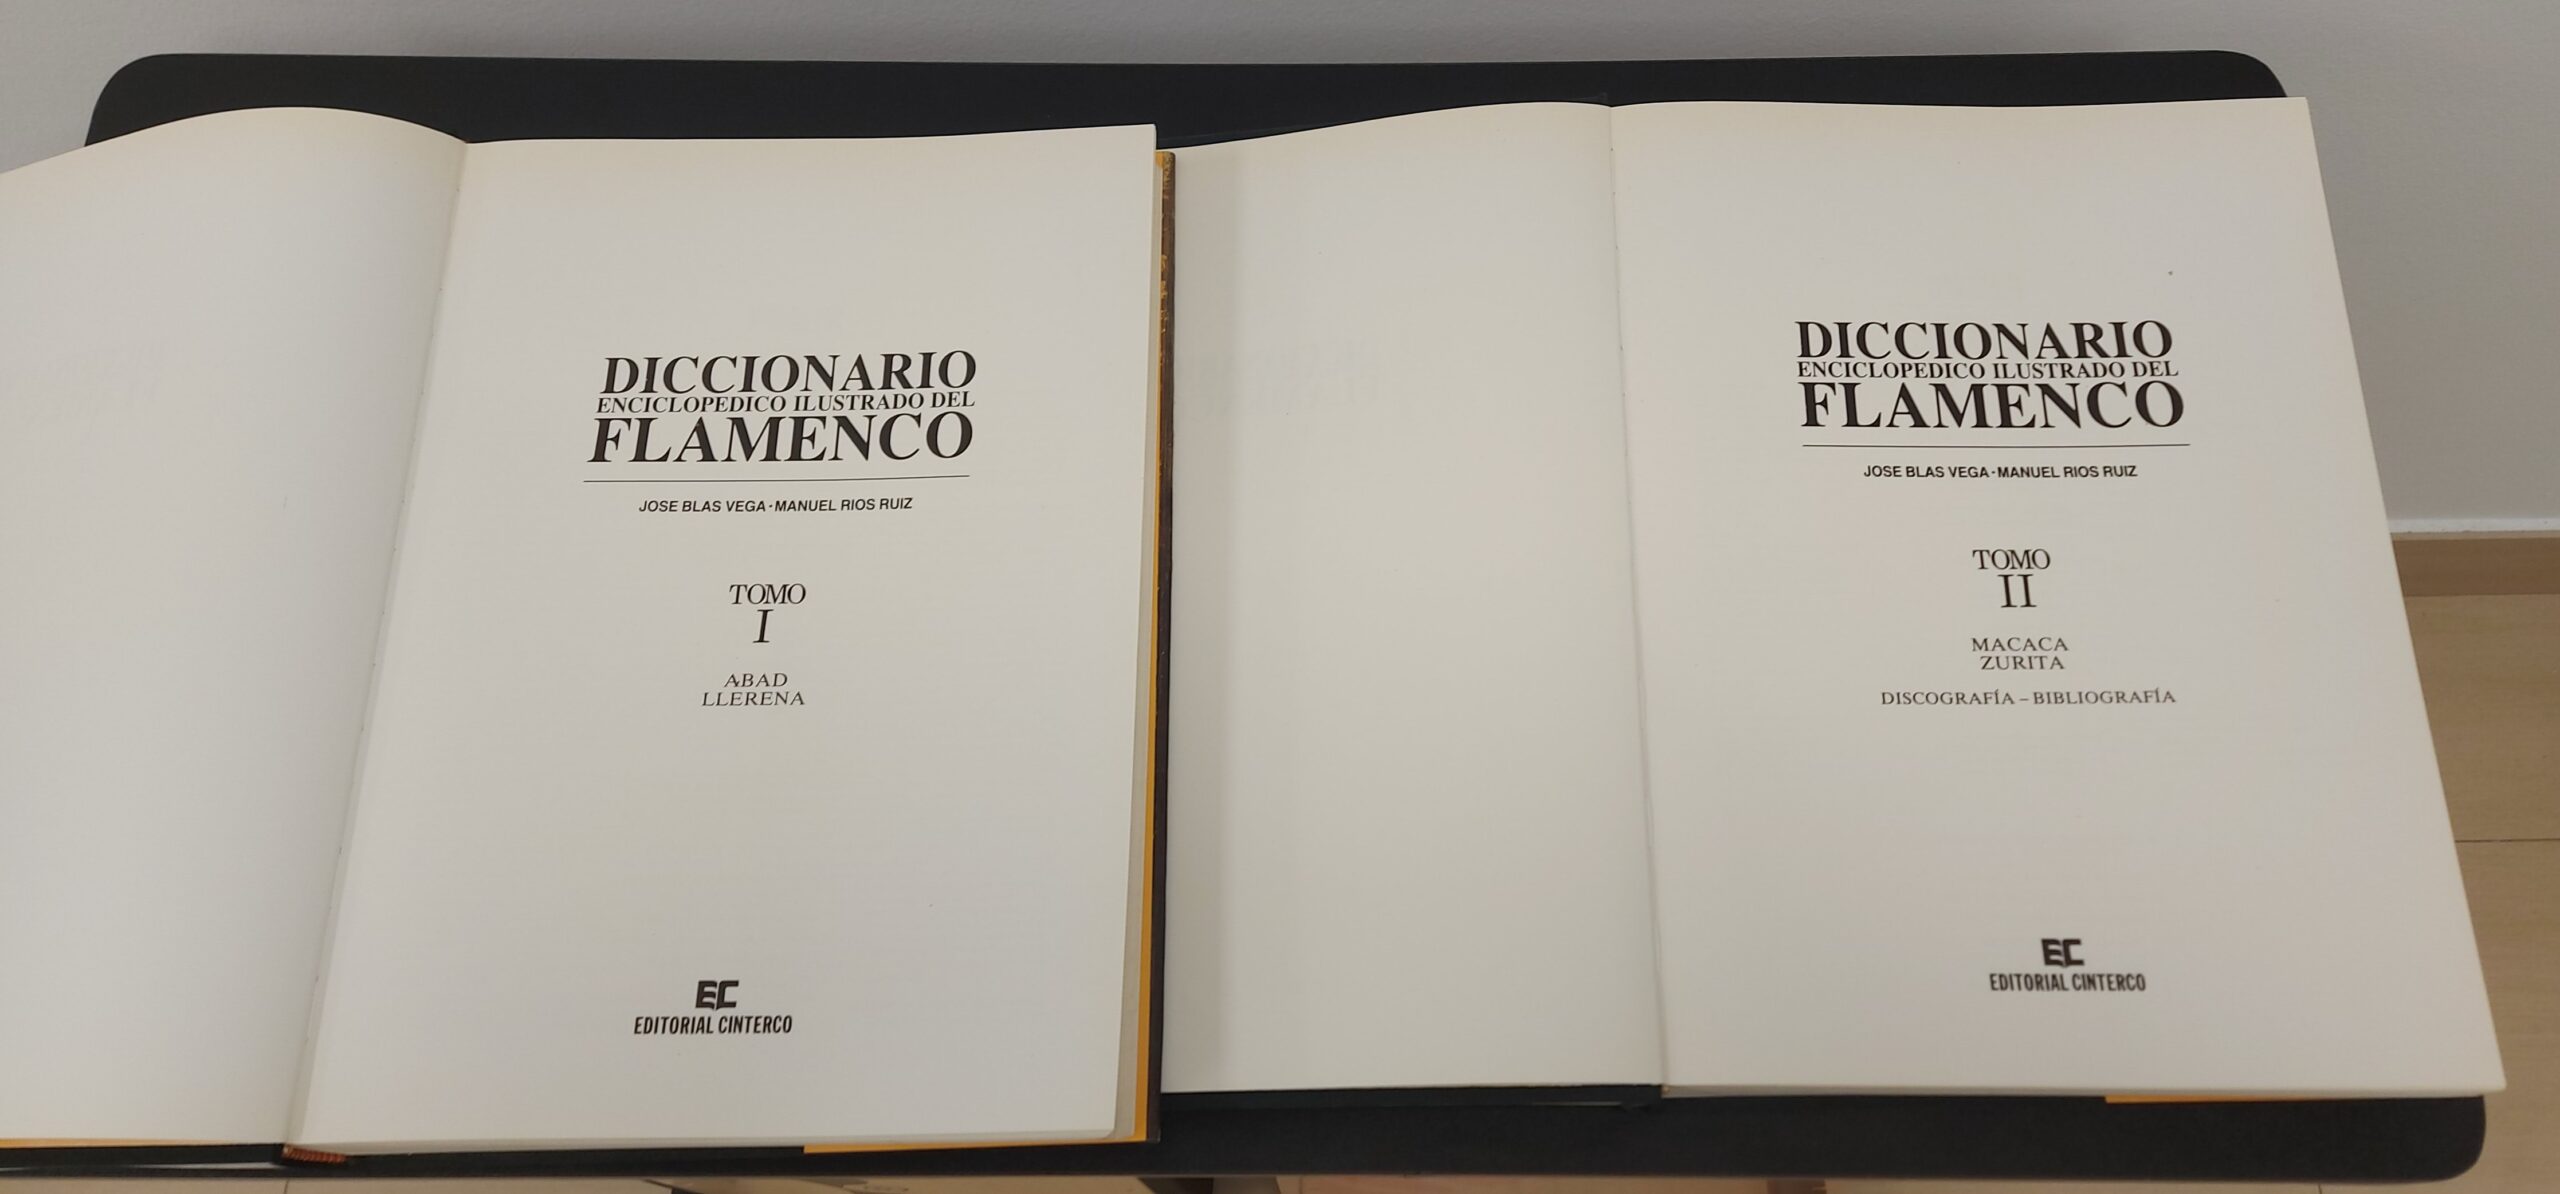 DICCIONARIO
ENCICLOPEDICO ILUSTRADO DEL
FLAMENCO
JOSE BLAS VEGA · MANUEL RIOS RUIZ
TOMO
I
ABAD
LLERENA
EC
EDITORIAL CINTERCO
DICCIONARIO
ENCICLOPEDICO ILUSTRADO DEL
FLAMENCO
JOSE BLAS VEGA · MANUEL RIOS RUIZ
TOMO
II
MACACA
ZURITA
DISCOGRAFÍA – BIBLIOGRAFÍA
EC
EDITORIAL CINTERCO